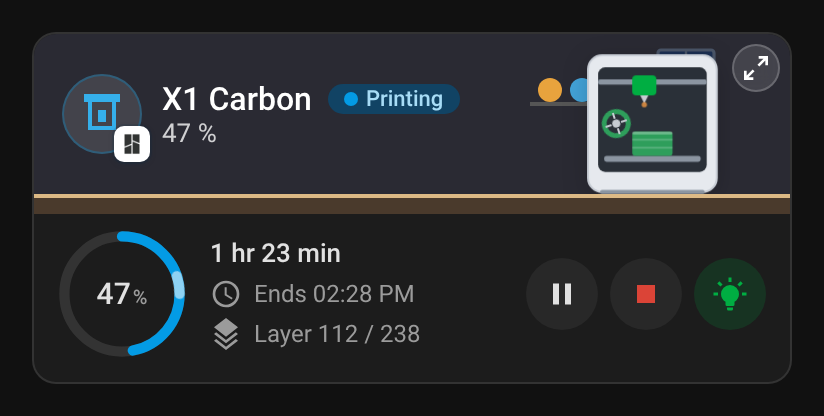 X1 Carbon
Printing
47 %
47%
1 hr 23 min
Ends 02:28 PM
Layer 112 / 238